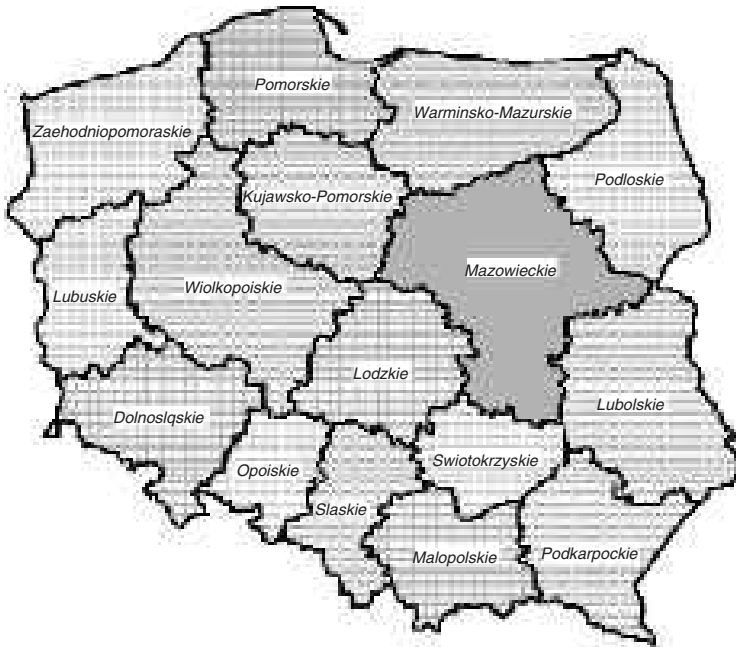 Pomorskie
Warminsko-Mazurskie
Zaehodniopomoraskie
Podloskie
Kujawsko-Pomorskie
Mazowieckie
Wiolkopoiskie
Lubuskie
Lodzkie
Lubolskie
Dolnoslqskie
Opoiskie
Swiotokrzyskie
Slaskie
Malopolskie
Podkarpockie